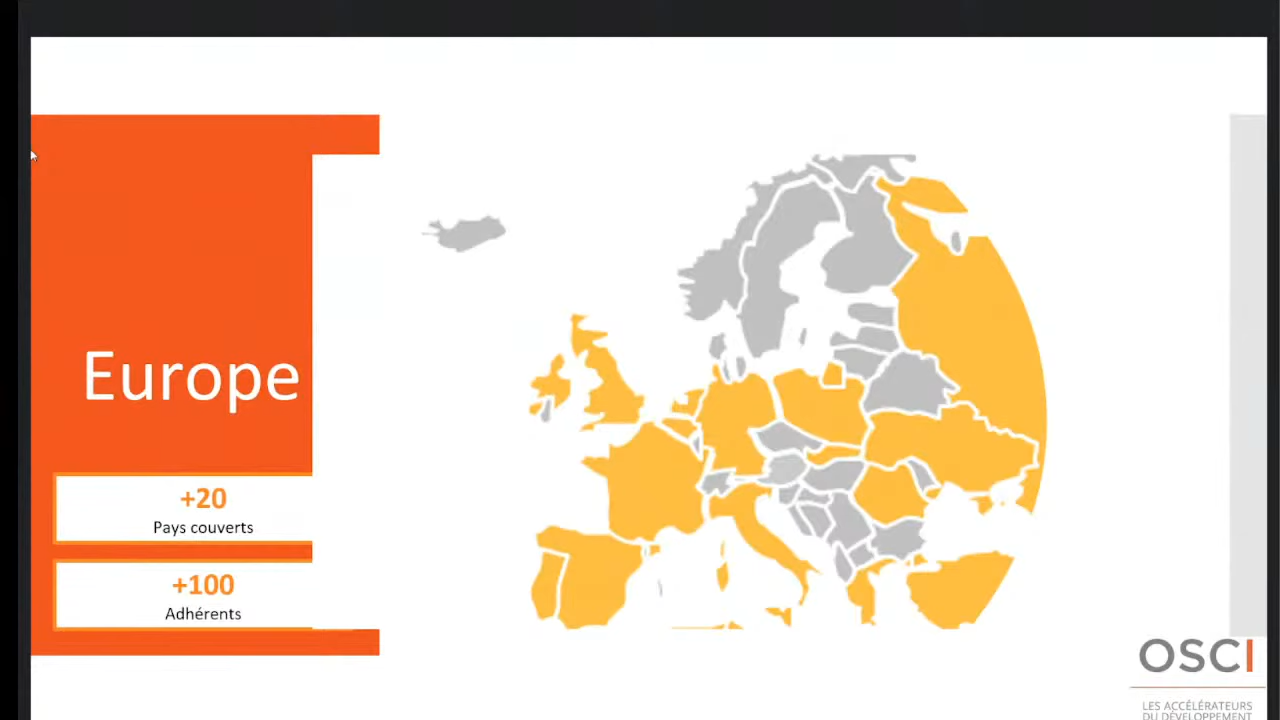 Europe
+20
Pays couverts
+100
Adhérents
OSCI
LES ACCÉLÉRATEURS
DU DÉVELOPPEMENT